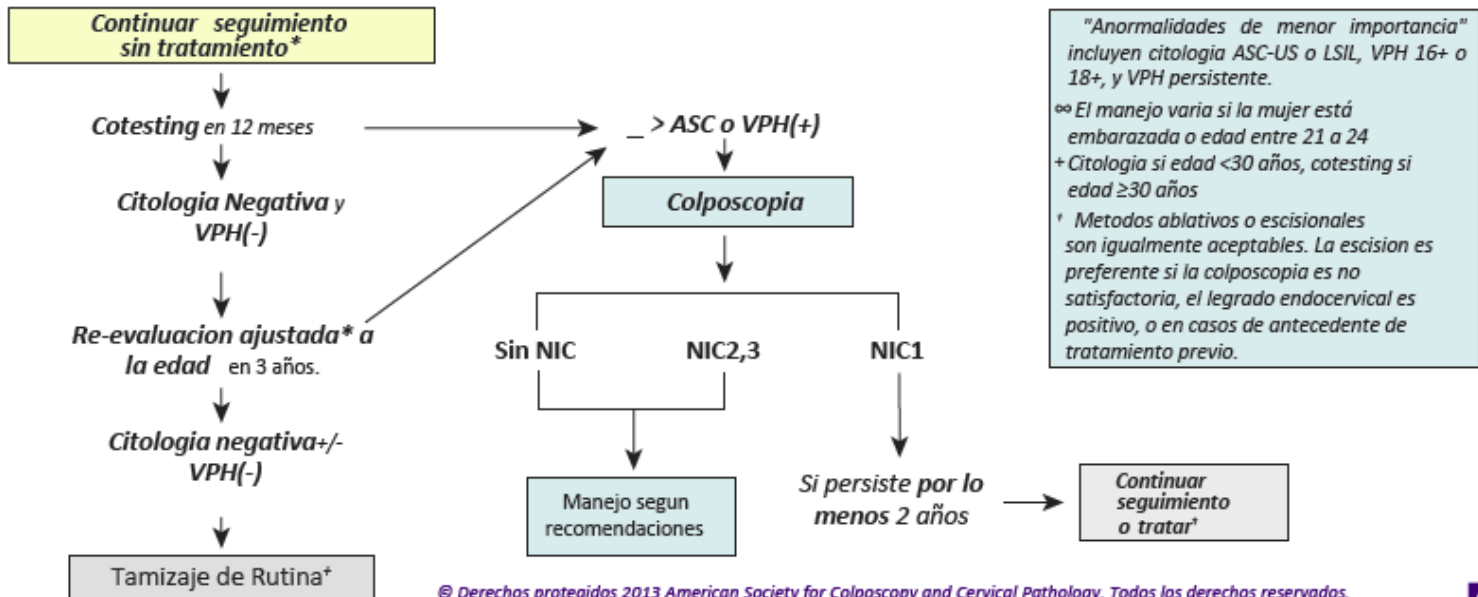 Continuar seguimiento
sin tratamiento*
Cotesting en 12 meses
Citologia Negativa y
VPH(-)
Re-evaluacion ajustada* a
la edad en 3 años.
Citologia negativa+/-
VPH(-)
Tamizaje de Rutina⁺
_ > ASC o VPH(+)
Colposcopia
Sin NIC
NIC2,3
NIC1
Manejo segun
recomendaciones
Si persiste por lo
menos 2 años
Continuar
seguimiento
o tratar†
"Anormalidades de menor importancia"
incluyen citologia ASC-US o LSIL, VPH 16+ o
18+, y VPH persistente.
∞ El manejo varia si la mujer está
embarazada o edad entre 21 a 24
+ Citologia si edad <30 años, cotesting si
edad ≥30 años
† Metodos ablativos o escisionales
son igualmente aceptables. La escision es
preferente si la colposcopia es no
satisfactoria, el legrado endocervical es
positivo, o en casos de antecedente de
tratamiento previo.
© Derechos protegidos 2013 American Society for Colposcopy and Cervical Pathology. Todos los derechos reservados.